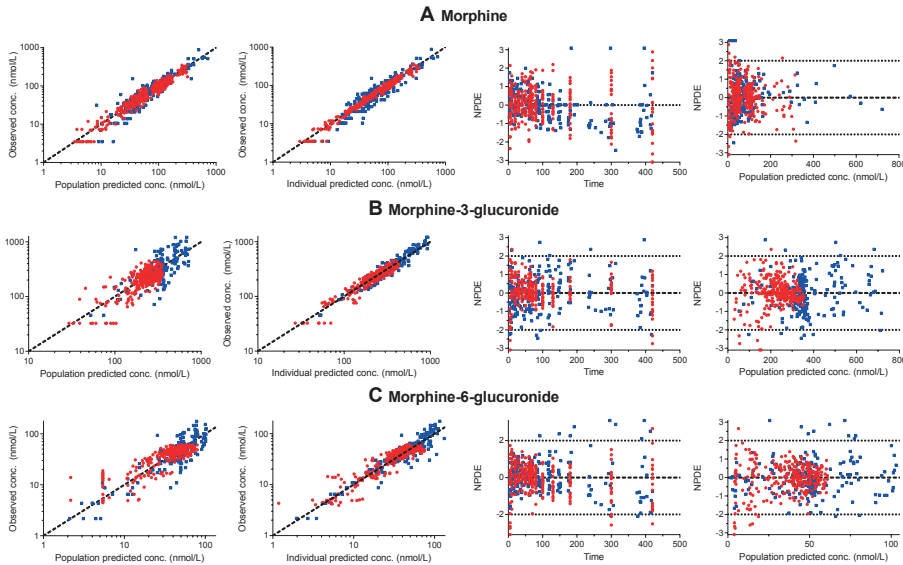 A Morphine
Observed conc. (nmol/L)
1000
100
10
1
1 10 100 1000
Population predicted conc. (nmol/L)
Observed conc. (nmol/L)
1000
100
10
1
1 10 100 1000
Individual predicted conc. (nmol/L)
NPDE
3
2
1
0
-1
-2
-3
0 100 200 300 400 500
Time
NPDE
3
2
1
0
-1
-2
-3
0 200 400 600 800
Population predicted conc. (nmol/L)
B Morphine-3-glucuronide
Observed conc. (nmol/L)
1000
100
10
10 100 1000
Population predicted conc. (nmol/L)
Observed conc. (nmol/L)
1000
100
10
10 100 1000
Individual predicted conc. (nmol/L)
NPDE
3
2
1
0
-1
-2
-3
0 100 200 300 400 500
Time
NPDE
3
2
1
0
-1
-2
-3
0 200 400 600 800
Population predicted conc. (nmol/L)
C Morphine-6-glucuronide
Observed conc. (nmol/L)
100
10
1
1 10 100
Population predicted conc. (nmol/L)
Observed conc. (nmol/L)
100
10
1
1 10 100
Individual predicted conc. (nmol/L)
NPDE
2
0
-2
0 100 200 300 400 500
Time
NPDE
3
2
1
0
-1
-2
-3
0 50 100
Population predicted conc. (nmol/L)